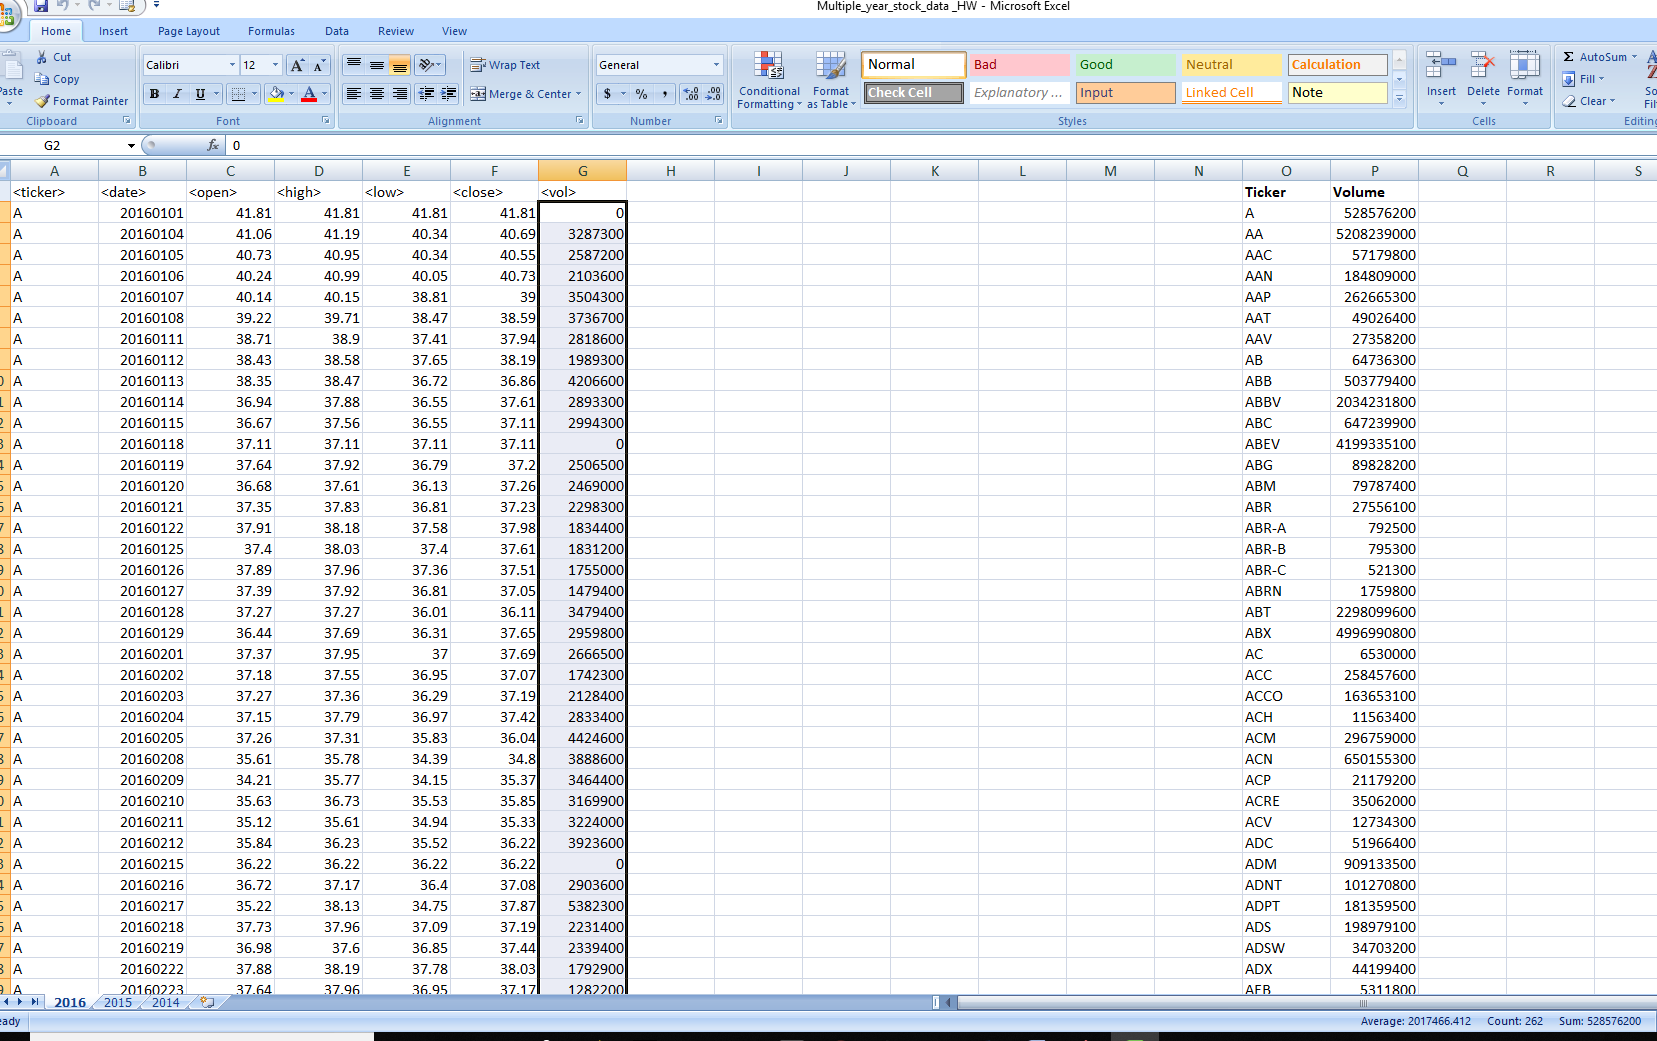 Multiple_year_stock_data _HW - Microsoft Excel
Home Insert Page Layout Formulas Data Review View
Cut Calibri 12 A A Wrap Text General Normal Bad Good Neutral Calculation Σ AutoSum
Copy
Format Painter B I U A Merge & Center $ % , Conditional Formatting Format as Table Check Cell Explanatory ... Input Linked Cell Note Insert Delete Format Fill
Clear
Clipboard Font Alignment Number Styles Cells
G2 fx 0
A B C D E F G H I J K L M N O P Q R S
<ticker> <date> <open> <high> <low> <close> <vol> Ticker Volume
A 20160101 41.81 41.81 41.81 41.81 0 A 528576200
A 20160104 41.06 41.19 40.34 40.69 3287300 AA 5208239000
A 20160105 40.73 40.95 40.34 40.55 2587200 AAC 57179800
A 20160106 40.24 40.99 40.05 40.73 2103600 AAN 184809000
A 20160107 40.14 40.15 38.81 39 3504300 AAP 262665300
A 20160108 39.22 39.71 38.47 38.59 3736700 AAT 49026400
A 20160111 38.71 38.9 37.41 37.94 2818600 AAV 27358200
A 20160112 38.43 38.58 37.65 38.19 1989300 AB 64736300
A 20160113 38.35 38.47 36.72 36.86 4206600 ABB 503779400
A 20160114 36.94 37.88 36.55 37.61 2893300 ABBV 2034231800
A 20160115 36.67 37.56 36.55 37.11 2994300 ABC 647239900
A 20160118 37.11 37.11 37.11 37.11 0 ABEV 4199335100
A 20160119 37.64 37.92 36.79 37.2 2506500 ABG 89828200
A 20160120 36.68 37.61 36.13 37.26 2469000 ABM 79787400
A 20160121 37.35 37.83 36.81 37.23 2298300 ABR 27556100
A 20160122 37.91 38.18 37.58 37.98 1834400 ABR-A 792500
A 20160125 37.4 38.03 37.4 37.61 1831200 ABR-B 795300
A 20160126 37.89 37.96 37.36 37.51 1755000 ABR-C 521300
A 20160127 37.39 37.92 36.81 37.05 1479400 ABRN 1759800
A 20160128 37.27 37.27 36.01 36.11 3479400 ABT 2298099600
A 20160129 36.44 37.69 36.31 37.65 2959800 ABX 4996990800
A 20160201 37.37 37.95 37 37.69 2666500 AC 6530000
A 20160202 37.18 37.55 36.95 37.07 1742300 ACC 258457600
A 20160203 37.27 37.36 36.29 37.19 2128400 ACCO 163653100
A 20160204 37.15 37.79 36.97 37.42 2833400 ACH 11563400
A 20160205 37.26 37.31 35.83 36.04 4424600 ACM 296759000
A 20160208 35.61 35.78 34.39 34.8 3888600 ACN 650155300
A 20160209 34.21 35.77 34.15 35.37 3464400 ACP 21179200
A 20160210 35.63 36.73 35.53 35.85 3169900 ACRE 35062000
A 20160211 35.12 35.61 34.94 35.33 3224000 ACV 12734300
A 20160212 35.84 36.23 35.52 36.22 3923600 ADC 51966400
A 20160215 36.22 36.22 36.22 36.22 0 ADM 909133500
A 20160216 36.72 37.17 36.4 37.08 2903600 ADNT 101270800
A 20160217 35.22 38.13 34.75 37.87 5382300 ADPT 181359500
A 20160218 37.73 37.96 37.09 37.19 2231400 ADS 198979100
A 20160219 36.98 37.6 36.85 37.44 2339400 ADSW 34703200
A 20160222 37.88 38.19 37.78 38.03 1792900 ADX 44199400
A 20160223 37.64 37.96 36.95 37.17 1282200 AEB 5311800
2016 2015 2014
Average: 2017466.412 Count: 262 Sum: 528576200